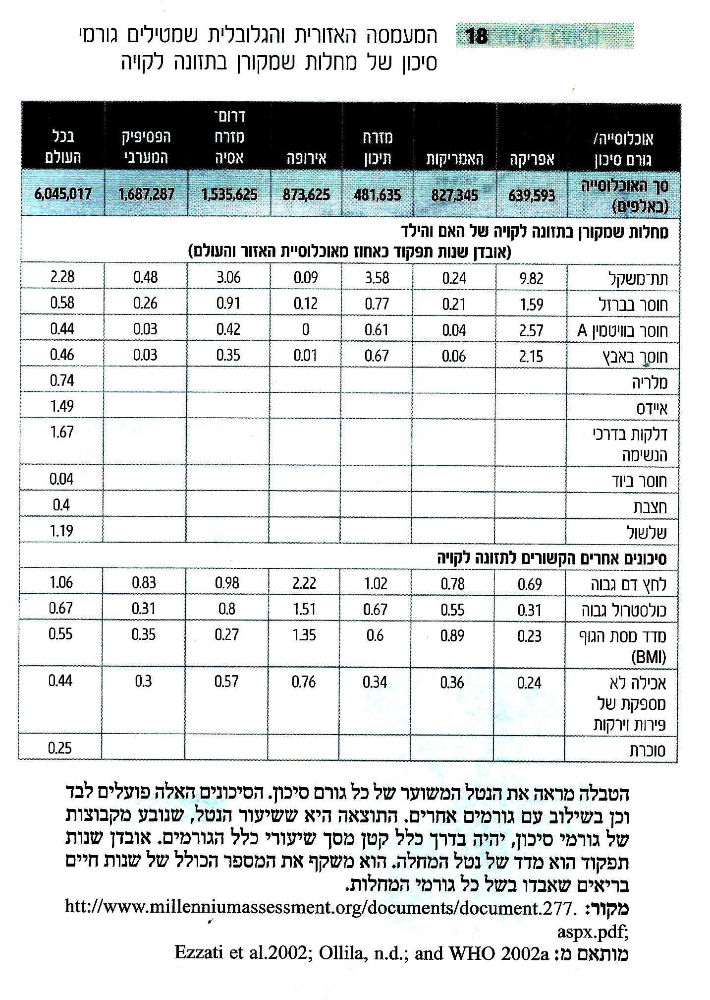 18
המעמסה האזורית והגלובלית שמטילים גורמי
סיכון של מחלות שמקורן בתזונה לקויה
אוכלוסייה/ גורם סיכון אפריקה האמריקות מזרח תיכון אירופה דרום־מזרח אסיה הפסיפיק המערבי בכל העולם
סך האוכלוסייה (באלפים) 639,593 827,345 481,635 873,625 1,535,625 1,687,287 6,045,017
מחלות שמקורן בתזונה לקויה של האם והילד
(אובדן שנות תפקוד כאחוז מאוכלוסיית האזור והעולם)
תת־משקל 9.82 0.24 3.58 0.09 3.06 0.48 2.28
חוסר בברזל 1.59 0.21 0.77 0.12 0.91 0.26 0.58
חוסר בוויטמין A 2.57 0.04 0.61 0 0.42 0.03 0.44
חוסר באבץ 2.15 0.06 0.67 0.01 0.35 0.03 0.46
מלריה 0.74
איידס 1.49
דלקות בדרכי הנשימה 1.67
חוסר ביוד 0.04
חצבת 0.4
שלשול 1.19
סיכונים אחרים הקשורים לתזונה לקויה
לחץ דם גבוה 0.69 0.78 1.02 2.22 0.98 0.83 1.06
כולסטרול גבוה 0.31 0.55 0.67 1.51 0.8 0.31 0.67
מדד מסת הגוף (BMI) 0.23 0.89 0.6 1.35 0.27 0.35 0.55
אכילה לא מספקת של פירות וירקות 0.24 0.36 0.34 0.76 0.57 0.3 0.44
סוכרת 0.25
הטבלה מראה את הנטל המשוער של כל גורם סיכון. הסיכונים האלה פועלים לבד
וכן בשילוב עם גורמים אחרים. התוצאה היא ששיעור הנטל, שנובע מקבוצות
של גורמי סיכון, יהיה בדרך כלל קטן מסך שיעורי כלל הגורמים. אובדן שנות
תפקוד הוא מדד של נטל המחלה. הוא משקף את המספר הכולל של שנות חיים
בריאים שאבדו בשל כל גורמי המחלות.
מקור: htt://www.millenniumassessment.org/documents/document.277.
aspx.pdf;
מותאם מ: Ezzati et al.2002; Ollila, n.d.; and WHO 2002a